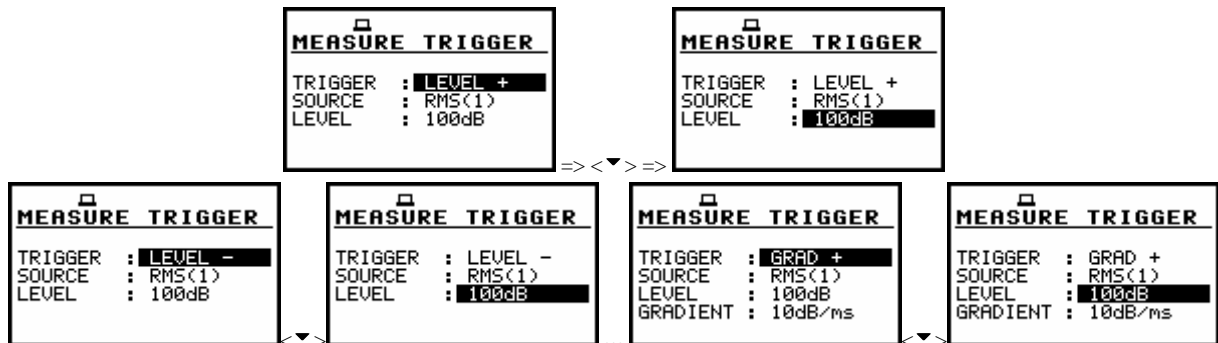 MEASURE TRIGGER
TRIGGER : LEVEL +
SOURCE : RMS(1)
LEVEL : 100dB
=> < > =>
MEASURE TRIGGER
TRIGGER : LEVEL +
SOURCE : RMS(1)
LEVEL : 100dB
MEASURE TRIGGER
TRIGGER : LEVEL -
SOURCE : RMS(1)
LEVEL : 100dB
< >
MEASURE TRIGGER
TRIGGER : LEVEL -
SOURCE : RMS(1)
LEVEL : 100dB
MEASURE TRIGGER
TRIGGER : GRAD +
SOURCE : RMS(1)
LEVEL : 100dB
GRADIENT : 10dB/ms
< >
MEASURE TRIGGER
TRIGGER : GRAD +
SOURCE : RMS(1)
LEVEL : 100dB
GRADIENT : 10dB/ms